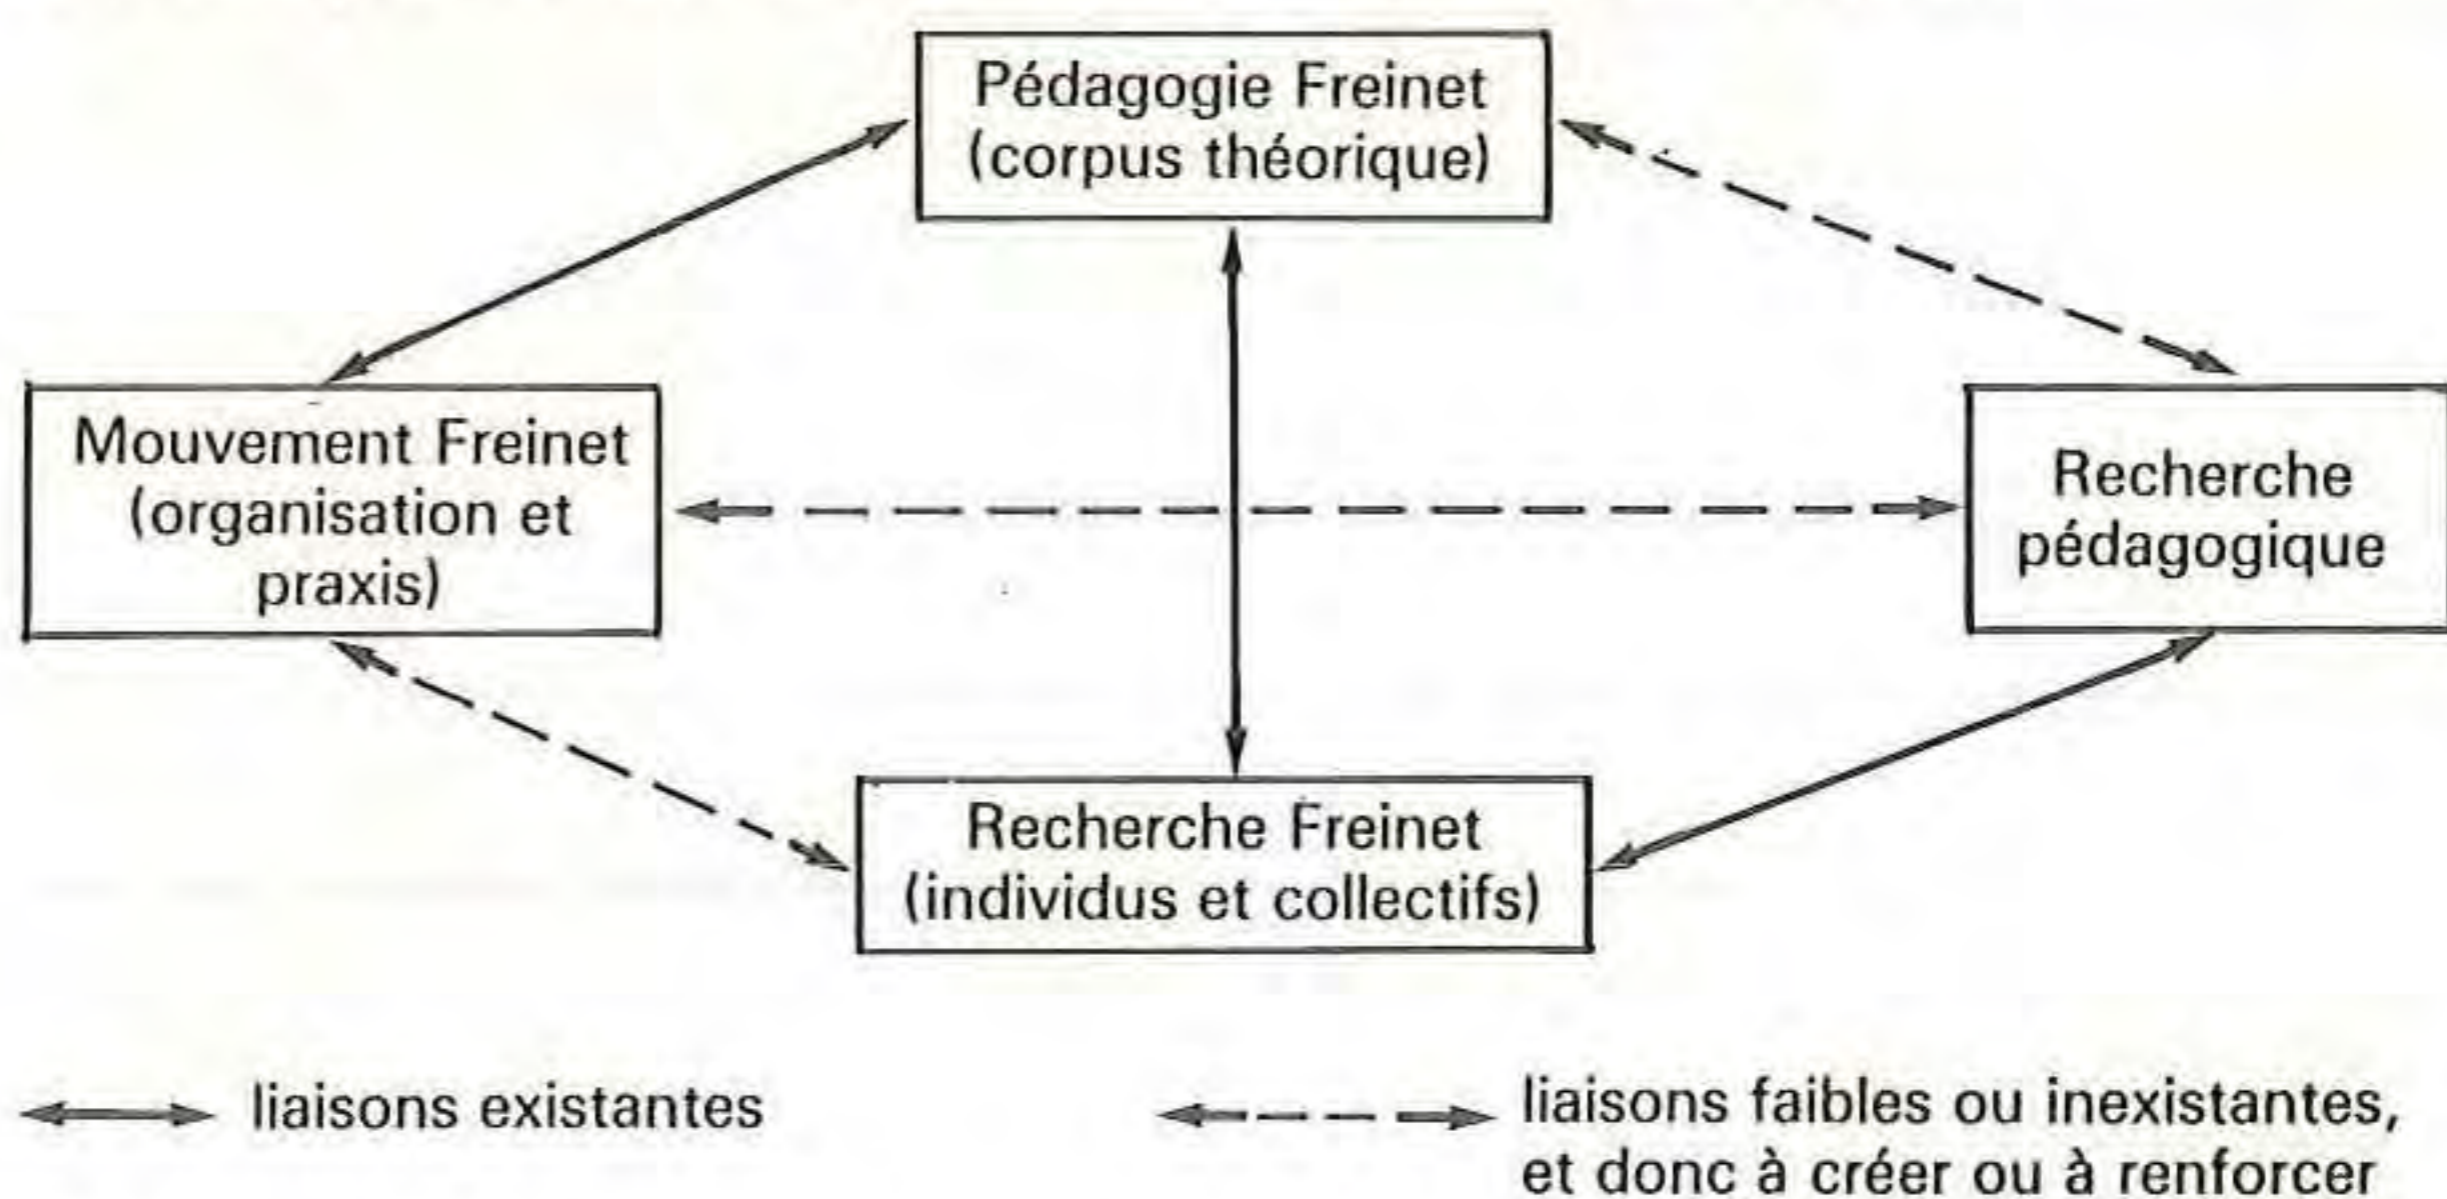 Pédagogie Freinet
(corpus théorique)
Mouvement Freinet
(organisation et
praxis)
Recherche
pédagogique
Recherche Freinet
(individus et collectifs)
liaisons existantes
liaisons faibles ou inexistantes,
et donc à créer ou à renforcer